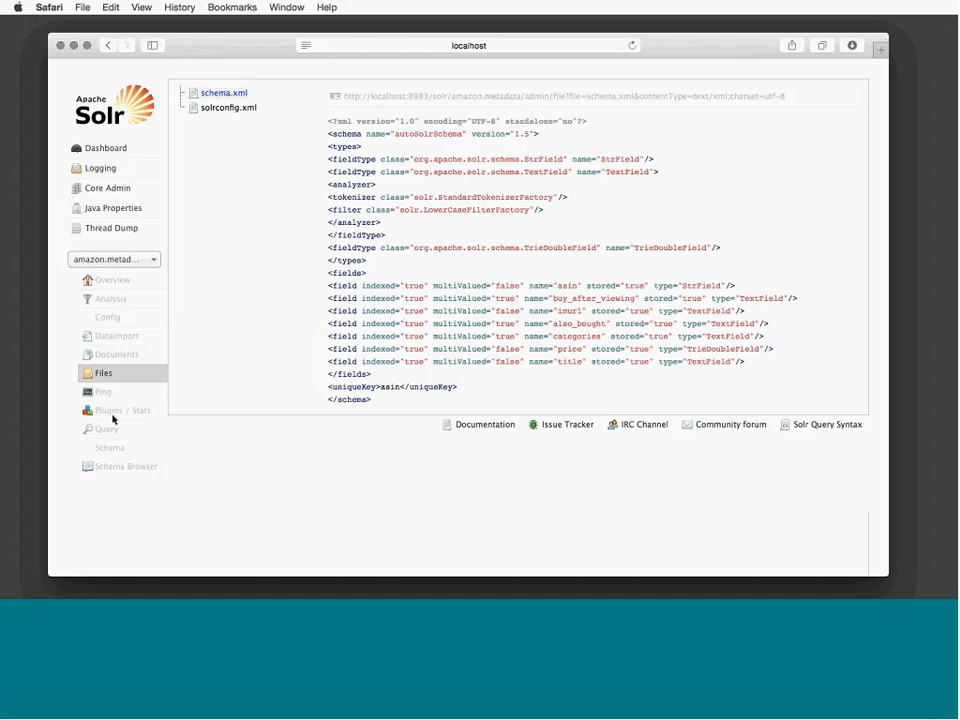 Safari File Edit View History Bookmarks Window Help
localhost
Apache
Solr
Dashboard
Logging
Core Admin
Java Properties
Thread Dump
amazon.metad...
Overview
Analysis
Config
Dataimport
Documents
Files
Ping
Plugins / Stats
Query
Schema
Schema Browser
schema.xml
solrconfig.xml
http://localhost:8983/solr/amazon.metadata/admin/file?file=schema.xml&contentType=text/xml;charset=utf-8
<?xml version="1.0" encoding="UTF-8" standalone="no"?>
<schema name="autoSolrSchema" version="1.5">
<types>
<fieldType class="org.apache.solr.schema.StrField" name="StrField"/>
<fieldType class="org.apache.solr.schema.TextField" name="TextField">
<analyzer>
<tokenizer class="solr.StandardTokenizerFactory"/>
<filter class="solr.LowerCaseFilterFactory"/>
</analyzer>
</fieldType>
<fieldType class="org.apache.solr.schema.TrieDoubleField" name="TrieDoubleField"/>
</types>
<fields>
<field indexed="true" multiValued="false" name="asin" stored="true" type="StrField"/>
<field indexed="true" multiValued="true" name="buy_after_viewing" stored="true" type="TextField"/>
<field indexed="true" multiValued="false" name="imurl" stored="true" type="TextField"/>
<field indexed="true" multiValued="true" name="also_bought" stored="true" type="TextField"/>
<field indexed="true" multiValued="true" name="categories" stored="true" type="TextField"/>
<field indexed="true" multiValued="false" name="price" stored="true" type="TrieDoubleField"/>
<field indexed="true" multiValued="false" name="title" stored="true" type="TextField"/>
</fields>
<uniqueKey>asin</uniqueKey>
</schema>
Documentation Issue Tracker IRC Channel Community forum Solr Query Syntax